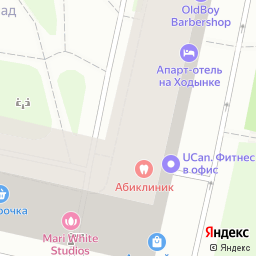 OldBoy
Barbershop
Апарт-отель
на Ходынке
UCan. Фитнес
в офис
Абиклиник
Mari White
Studios
Яндекс